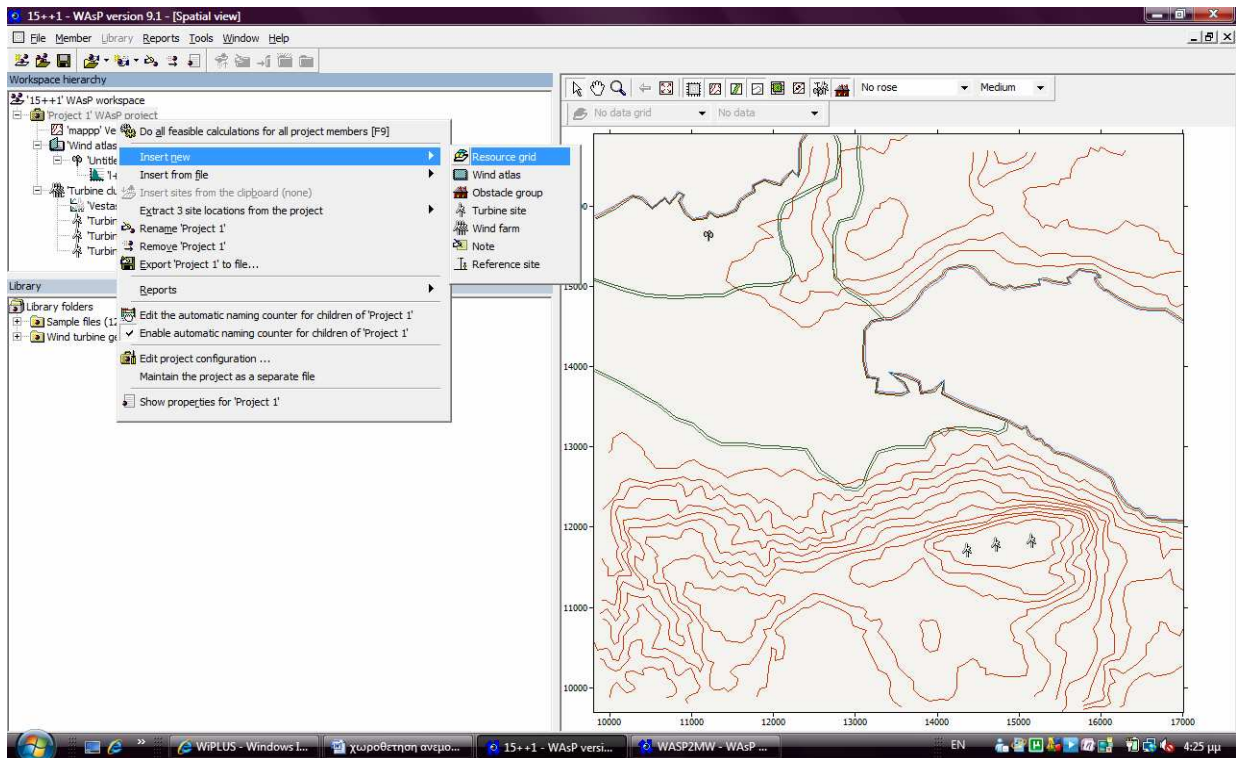 15++1 - WAsP version 9.1 - [Spatial view]
File Member Library Reports Tools Window Help
Workspace hierarchy
'15++1' WAsP workspace
'Project 1' WAsP project
'mappp' Ve
'Wind atlas
'Untitle
'Turbine clu
'Vestas
'Turbin
'Turbin
'Turbin
Do all feasible calculations for all project members [F9]
Insert new
Insert from file
Insert sites from the clipboard (none)
Extract 3 site locations from the project
Rename 'Project 1'
Remove 'Project 1'
Export 'Project 1' to file...
Reports
Edit the automatic naming counter for children of 'Project 1'
Enable automatic naming counter for children of 'Project 1'
Edit project configuration ...
Maintain the project as a separate file
Show properties for 'Project 1'
Resource grid
Wind atlas
Obstacle group
Turbine site
Wind farm
Note
Reference site
Library
Library folders
Sample files (12
Wind turbine ge
No rose
Medium
No data grid
No data
15000
14000
13000
12000
11000
10000
10000 11000 12000 13000 14000 15000 16000 17000
WiPLUS - Windows I...
χωροθετηση ανεμο...
15++1 - WAsP versi...
WASP2MW - WAsP ...
EN
4:25 μμ